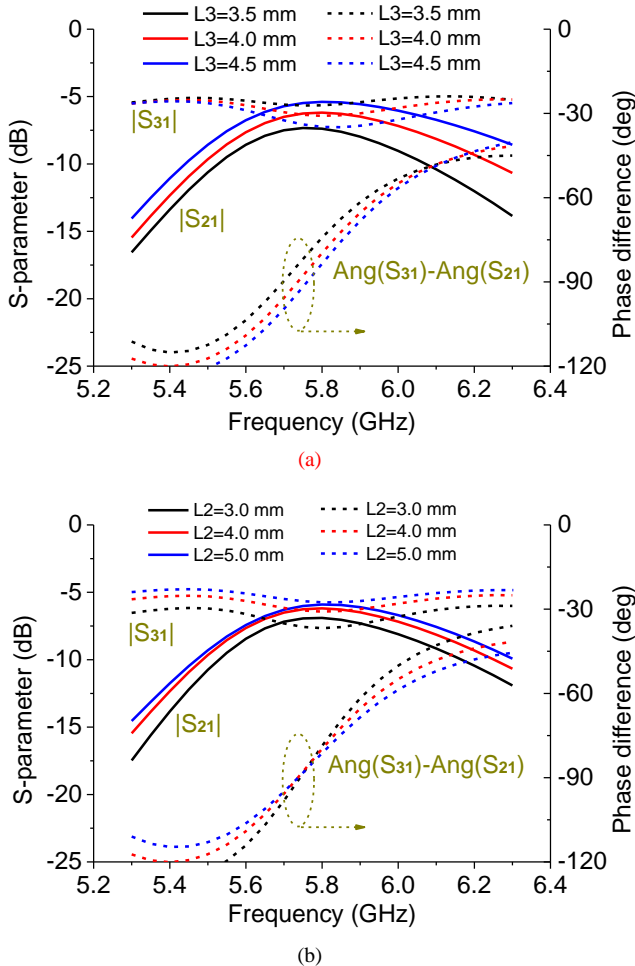 L3=3.5 mm L3=3.5 mm
L3=4.0 mm L3=4.0 mm
L3=4.5 mm L3=4.5 mm
0 0
-5 -30
-10 -60
-15
-20 -90
-25 -120
S-parameter (dB)
Phase difference (deg)
|S31|
|S21|
Ang(S31)-Ang(S21)
5.2 5.4 5.6 5.8 6.0 6.2 6.4
Frequency (GHz)
(a)
L2=3.0 mm L2=3.0 mm
L2=4.0 mm L2=4.0 mm
L2=5.0 mm L2=5.0 mm
0 0
-5 -30
-10 -60
-15
-20 -90
-25 -120
S-parameter (dB)
Phase difference (deg)
|S31|
|S21|
Ang(S31)-Ang(S21)
5.2 5.4 5.6 5.8 6.0 6.2 6.4
Frequency (GHz)
(b)